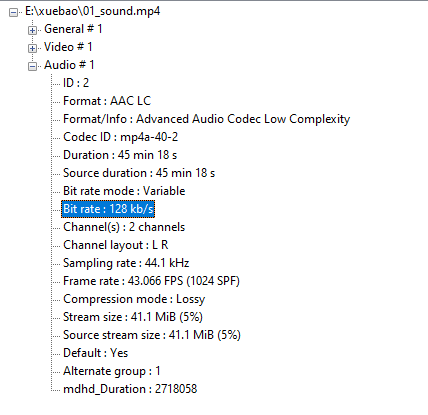 E:\xuebao\01_sound.mp4
General # 1
Video # 1
Audio # 1
ID : 2
Format : AAC LC
Format/Info : Advanced Audio Codec Low Complexity
Codec ID : mp4a-40-2
Duration : 45 min 18 s
Source duration : 45 min 18 s
Bit rate mode : Variable
Bit rate : 128 kb/s
Channel(s) : 2 channels
Channel layout : L R
Sampling rate : 44.1 kHz
Frame rate : 43.066 FPS (1024 SPF)
Compression mode : Lossy
Stream size : 41.1 MiB (5%)
Source stream size : 41.1 MiB (5%)
Default : Yes
Alternate group : 1
mdhd_Duration : 2718058